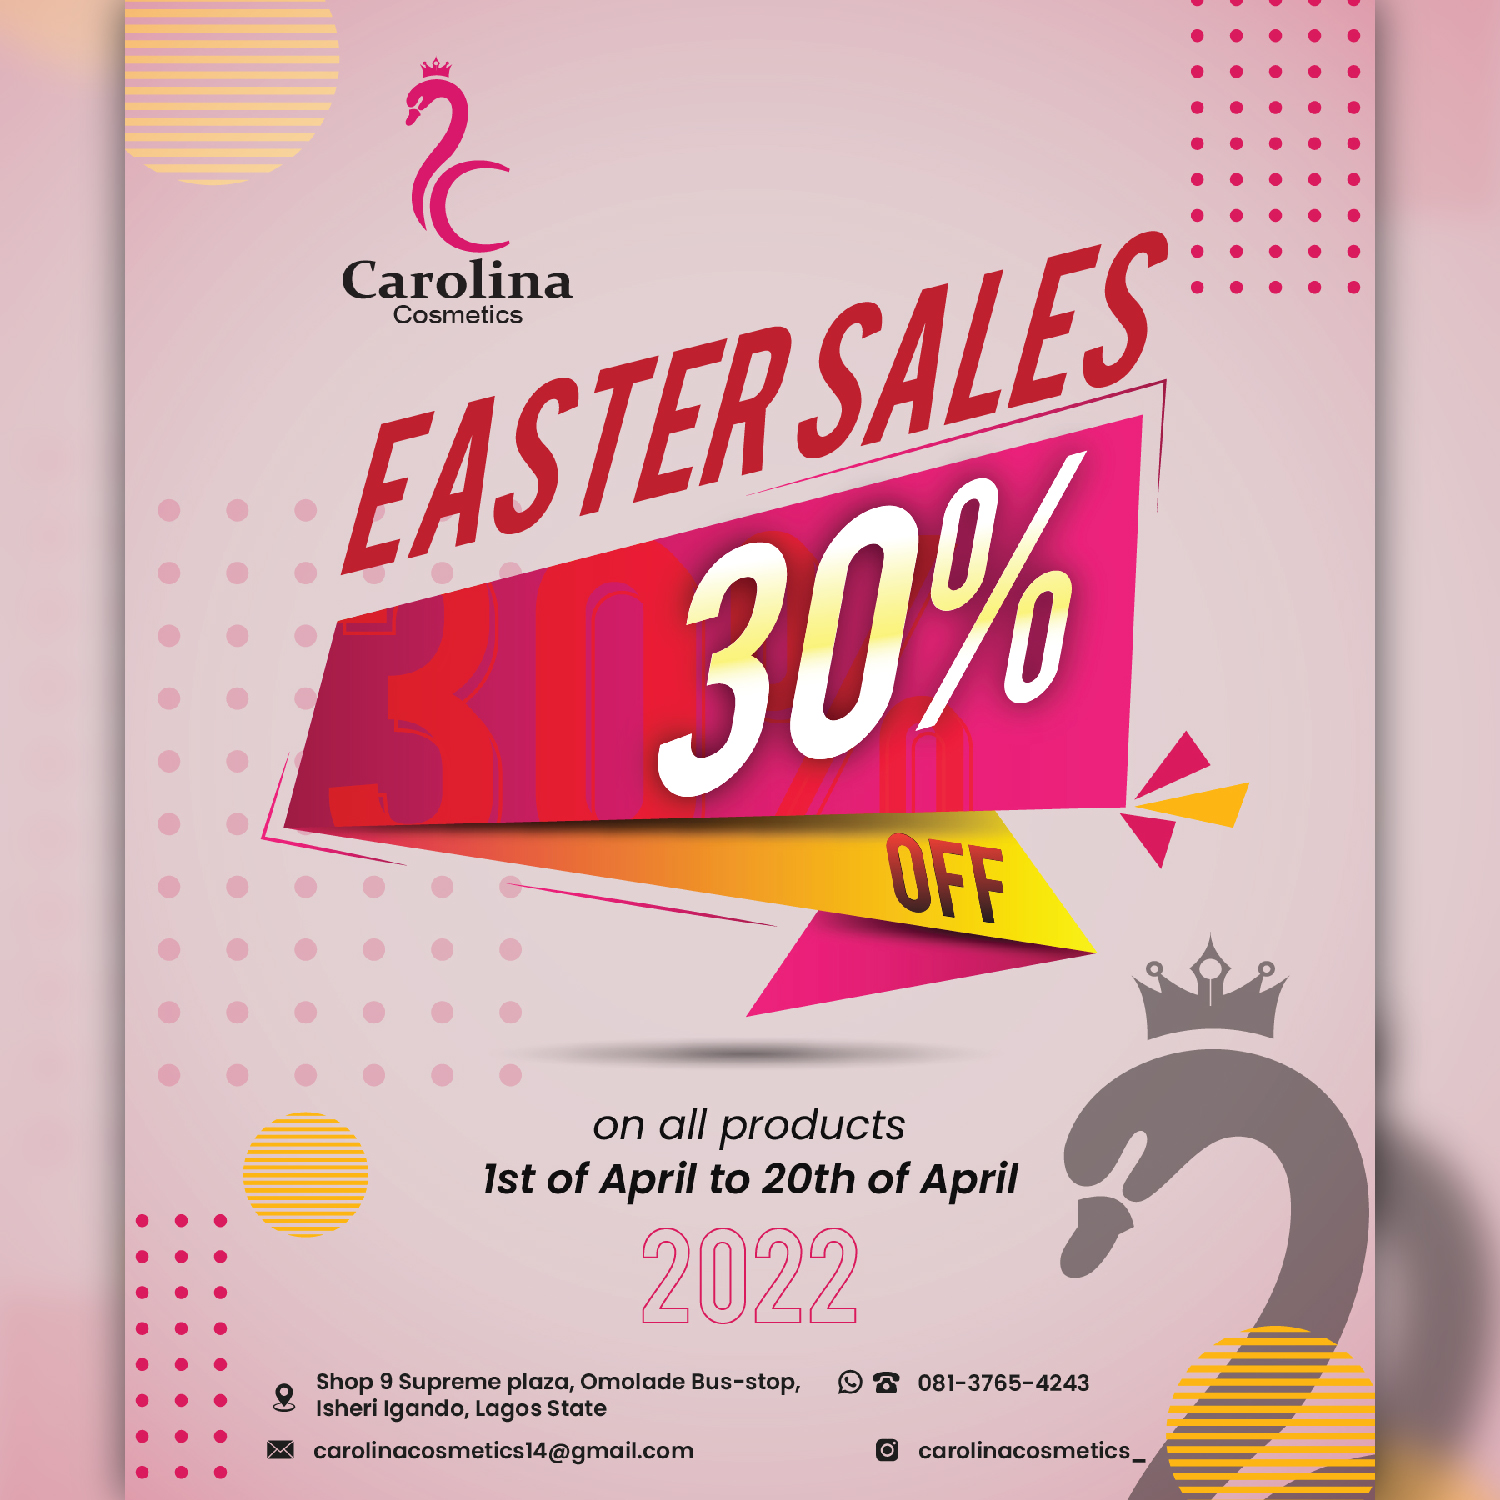 Carolina
Cosmetics
EASTER SALES
30%
30%
OFF
on all products
1st of April to 20th of April
2022
Shop 9 Supreme plaza, Omolade Bus-stop,
Isheri Igando, Lagos State
081-3765-4243
carolinacosmetics14@gmail.com
carolinacosmetics_